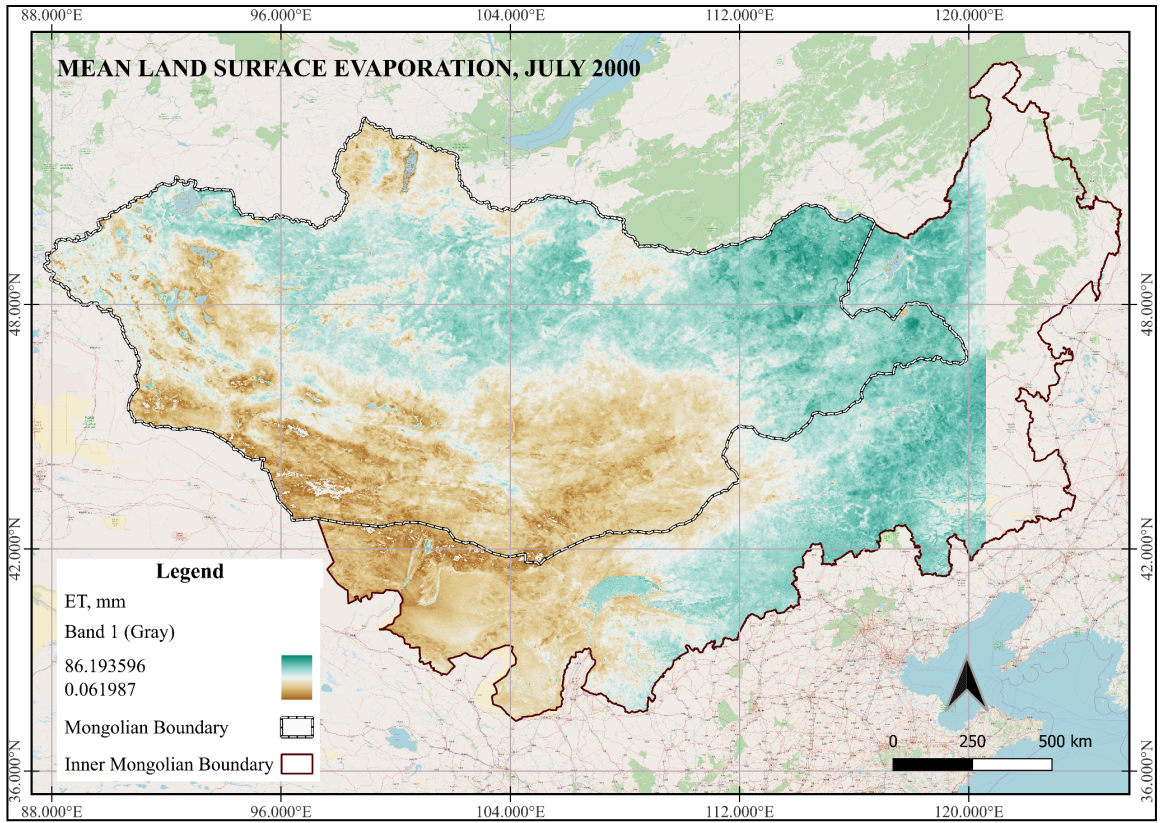 88.000°E 96.000°E 104.000°E 112.000°E 120.000°E
MEAN LAND SURFACE EVAPORATION, JULY 2000
48.000°N 48.000°N
42.000°N 42.000°N
Legend
ET, mm
Band 1 (Gray)
86.193596
0.061987
Mongolian Boundary
Inner Mongolian Boundary
0 250 500 km
36.000°N 36.000°N
88.000°E 96.000°E 104.000°E 112.000°E 120.000°E